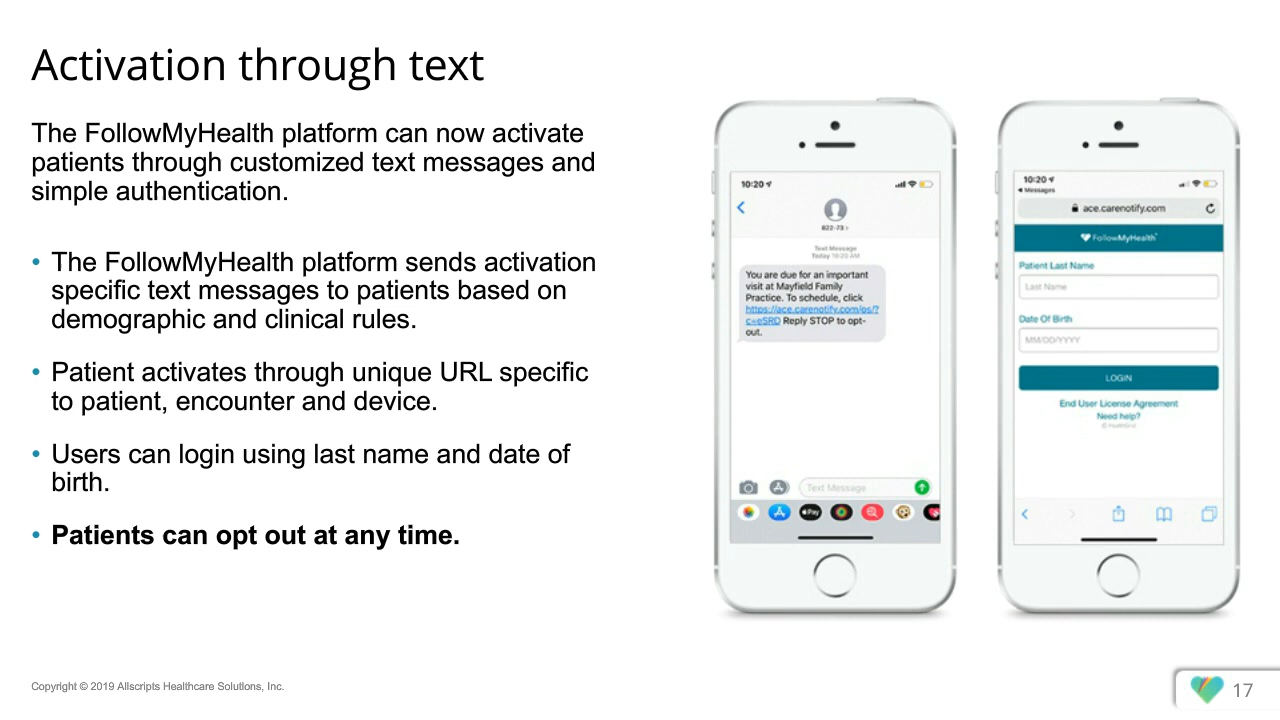 Activation through text
The FollowMyHealth platform can now activate
patients through customized text messages and
simple authentication.
• The FollowMyHealth platform sends activation
specific text messages to patients based on
demographic and clinical rules.
• Patient activates through unique URL specific
to patient, encounter and device.
• Users can login using last name and date of
birth.
• Patients can opt out at any time.
10:20
822-73 ›
Text Message
Today 10:20 AM
You are due for an important
visit at Mayfield Family
Practice. To schedule, click
https://ace.carenotify.com/os/?
c=eSRD Reply STOP to opt-
out.
Text Message
Pay
10:20
Messages
ace.carenotify.com
FollowMyHealth
Patient Last Name
Last Name
Date Of Birth
MM/DD/YYYY
LOGIN
End User License Agreement
Need help?
Copyright © 2019 Allscripts Healthcare Solutions, Inc.
17